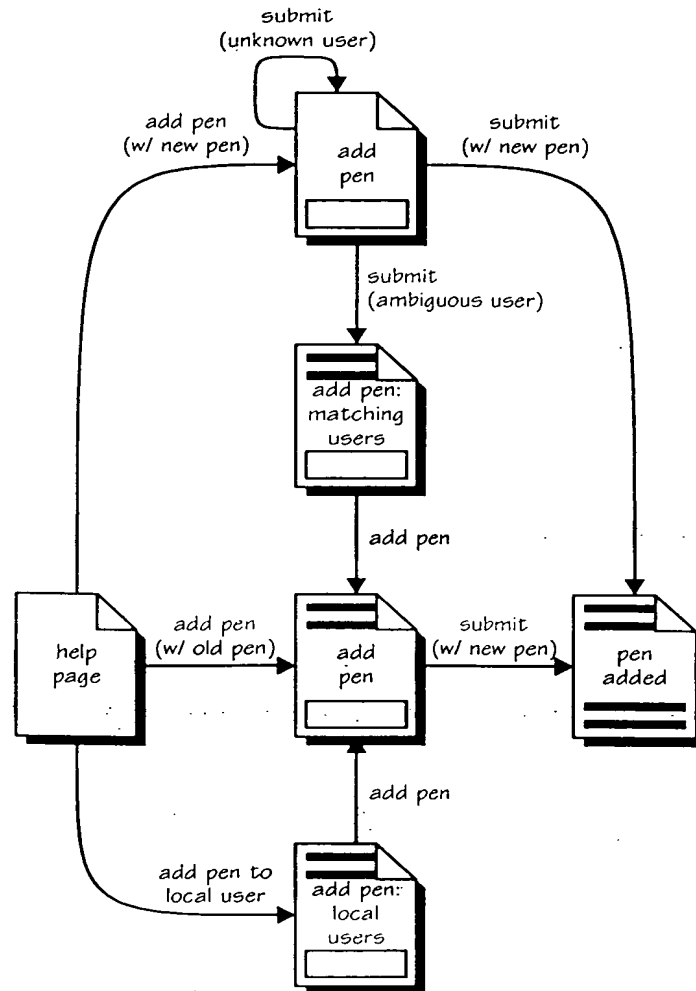 submit
(unknown user)
add pen
(w/ new pen)
add
pen
submit
(w/ new pen)
submit
(ambiguous user)
add pen:
matching
users
add pen
help
page
add pen
(w/ old pen)
add
pen
submit
(w/ new pen)
pen
added
add pen
add pen to
local user
add pen:
local
users